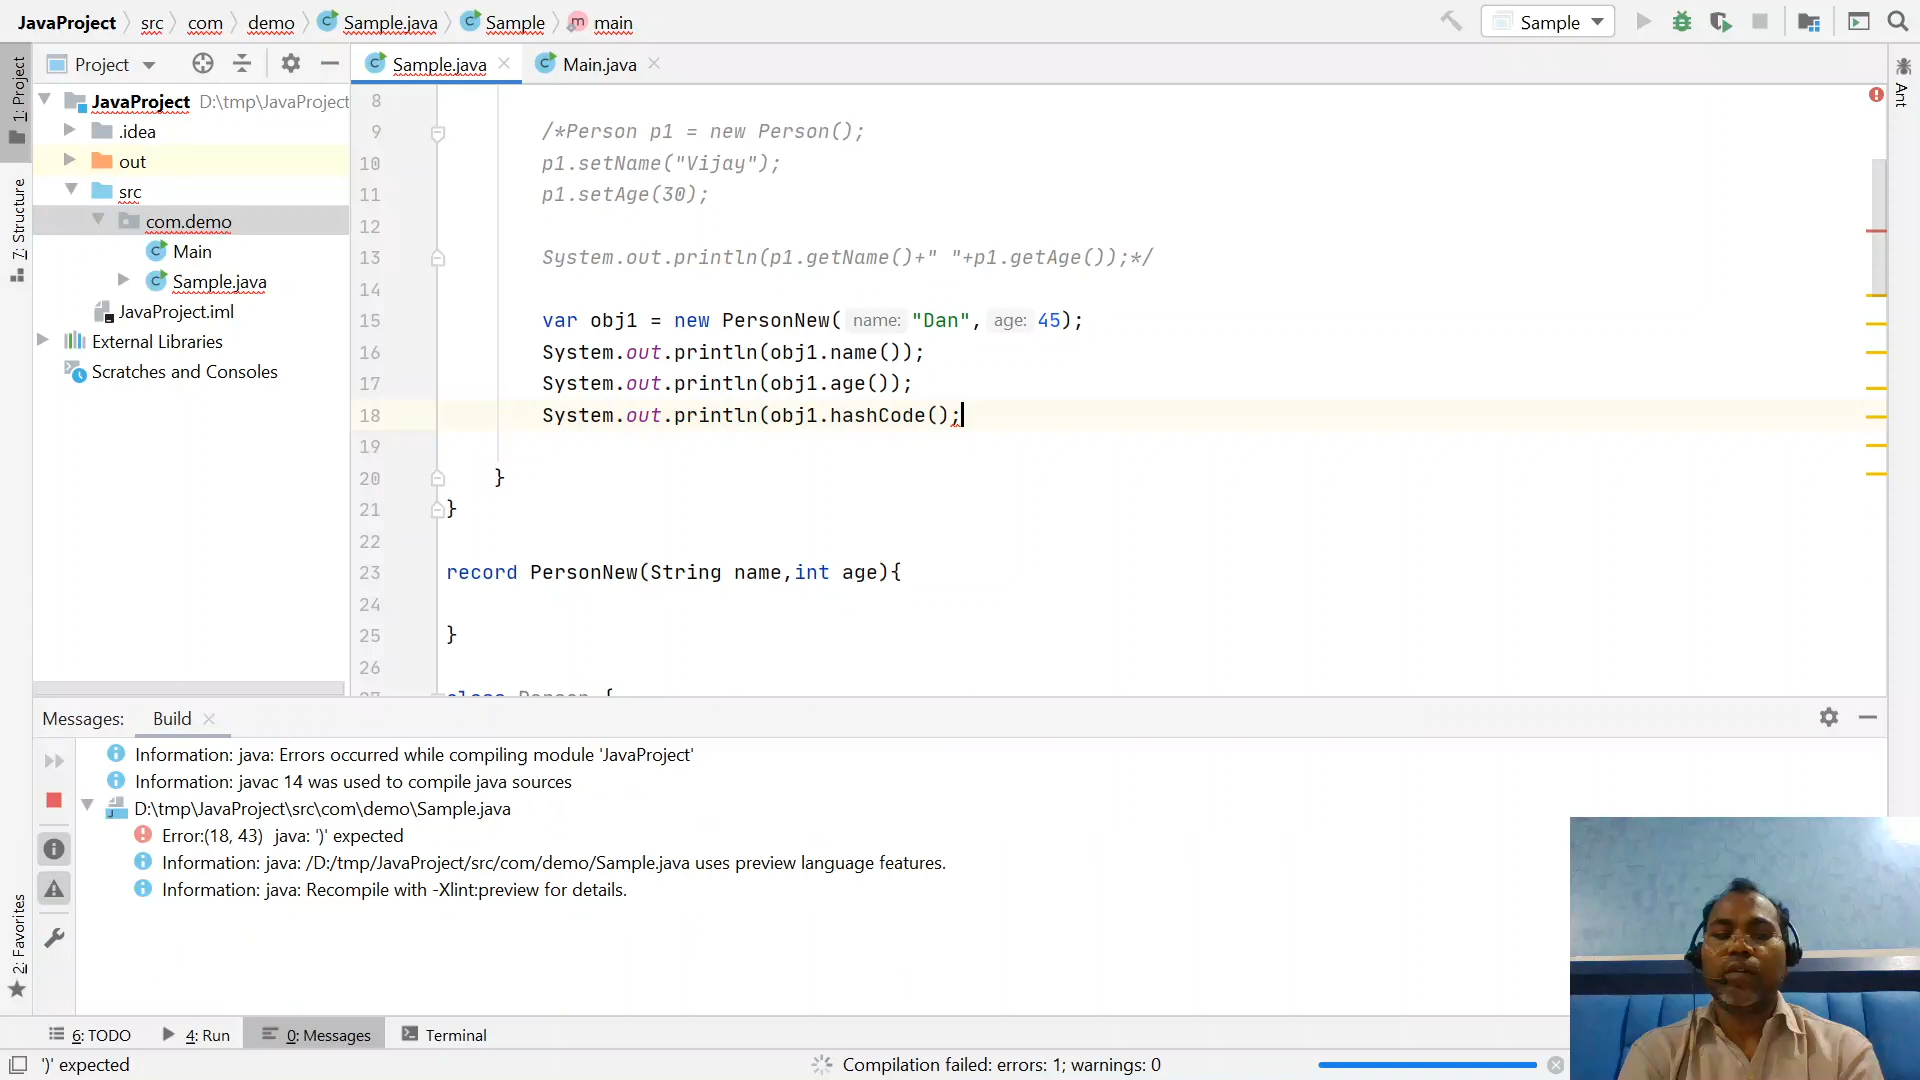 JavaProject src com demo Sample.java Sample main
Sample
Project
Sample.java
Main.java
1: Project
7: Structure
2: Favorites
Ant
JavaProject D:\tmp\JavaProject
.idea
out
src
com.demo
Main
Sample.java
JavaProject.iml
External Libraries
Scratches and Consoles
8
9 /*Person p1 = new Person();
10 p1.setName("Vijay");
11 p1.setAge(30);
12
13 System.out.println(p1.getName()+" "+p1.getAge());*/
14
15 var obj1 = new PersonNew( name: "Dan", age: 45);
16 System.out.println(obj1.name());
17 System.out.println(obj1.age());
18 System.out.println(obj1.hashCode();
19
20 }
21 }
22
23 record PersonNew(String name,int age){
24
25 }
26
27 class Person {
Messages: Build
Information: java: Errors occurred while compiling module 'JavaProject'
Information: javac 14 was used to compile java sources
D:\tmp\JavaProject\src\com\demo\Sample.java
Error:(18, 43) java: ')' expected
Information: java: /D:/tmp/JavaProject/src/com/demo/Sample.java uses preview language features.
Information: java: Recompile with -Xlint:preview for details.
6: TODO
4: Run
0: Messages
Terminal
')' expected
Compilation failed: errors: 1; warnings: 0